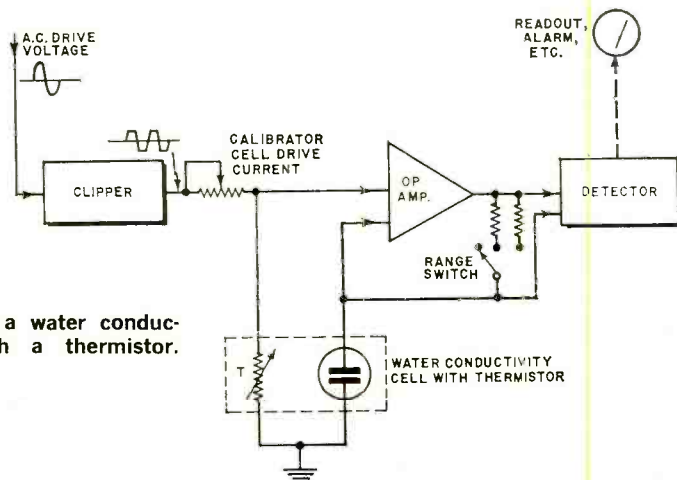 A.C. DRIVE
VOLTAGE
READOUT,
ALARM,
ETC.
CALIBRATOR
CELL DRIVE
CURRENT
CLIPPER
OP
AMP.
DETECTOR
RANGE
SWITCH
a water conduc-
h a thermistor.
T
WATER CONDUCTIVITY
CELL WITH THERMISTOR